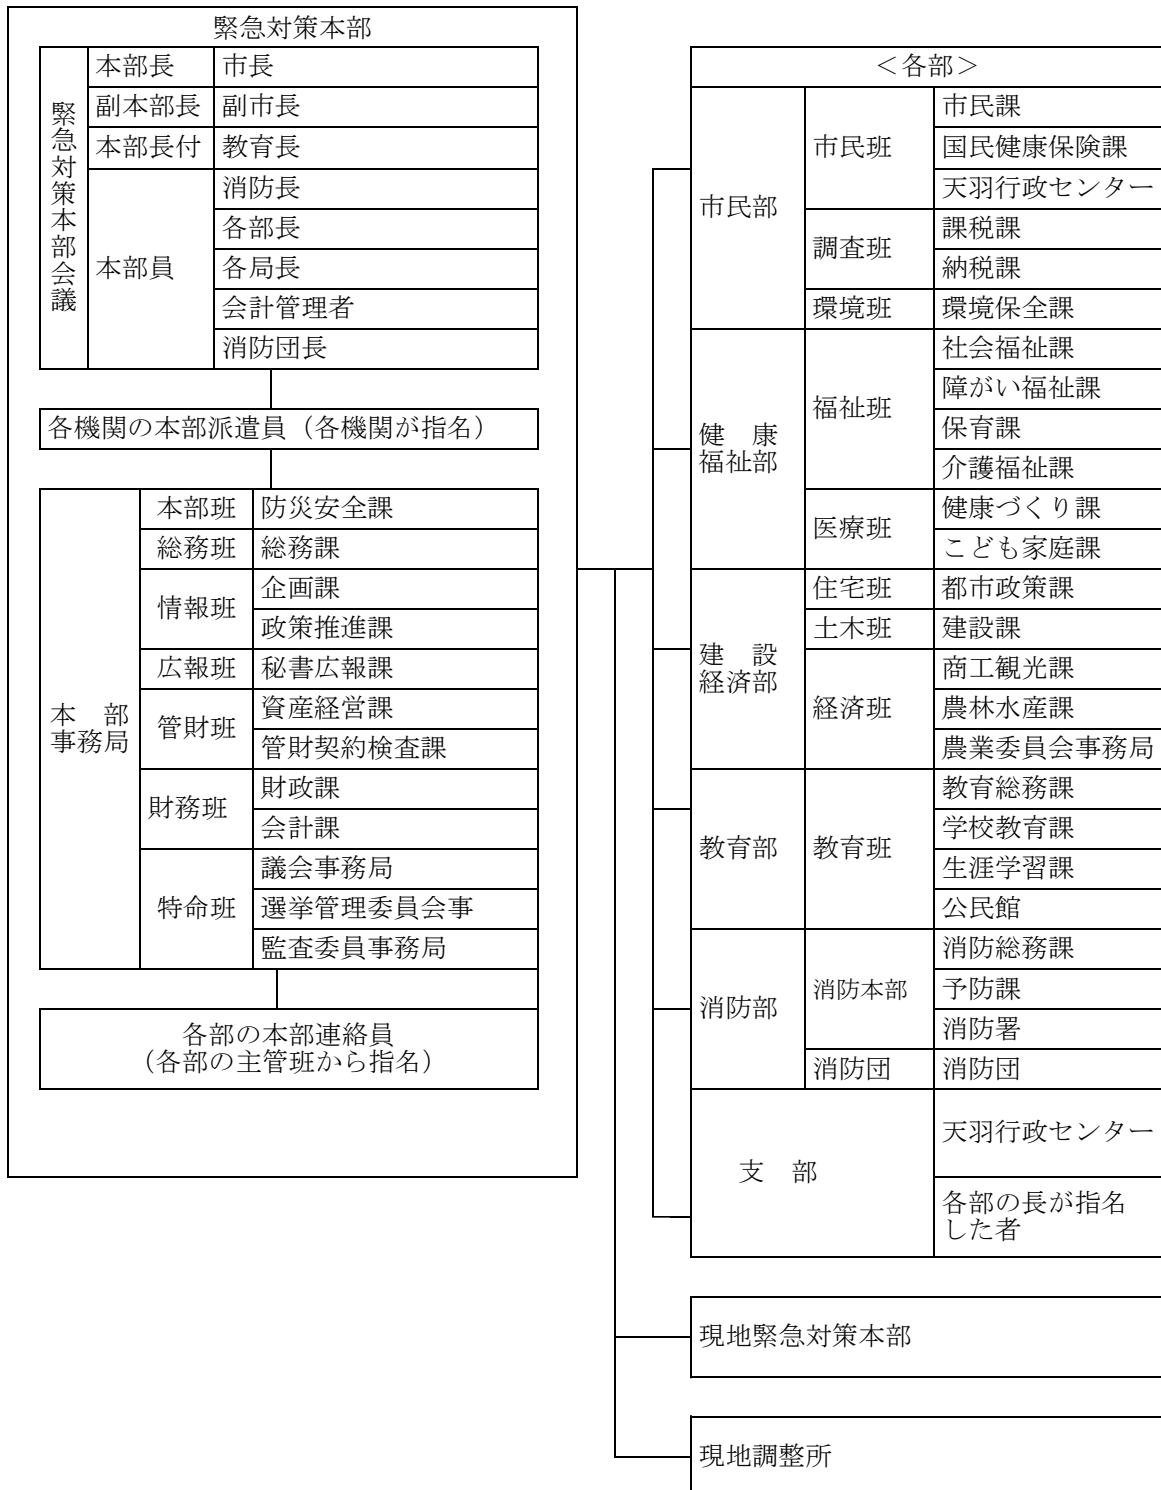 緊急対策本部
緊急対策本部会議
本部長 市長
副本部長 副市長
本部長付 教育長
本部員
消防長
各部長
各局長
会計管理者
消防団長
各機関の本部派遣員（各機関が指名）
本　部
事務局
本部班 防災安全課
総務班 総務課
情報班
企画課
政策推進課
広報班 秘書広報課
管財班
資産経営課
管財契約検査課
財務班
財政課
会計課
特命班
議会事務局
選挙管理委員会事
監査委員事務局
各部の本部連絡員
（各部の主管班から指名）
＜各部＞
市民部
市民班
市民課
国民健康保険課
天羽行政センター
調査班
課税課
納税課
環境班 環境保全課
健　康
福祉部
福祉班
社会福祉課
障がい福祉課
保育課
介護福祉課
医療班
健康づくり課
こども家庭課
建　設
経済部
住宅班 都市政策課
土木班 建設課
経済班
商工観光課
農林水産課
農業委員会事務局
教育部
教育班
教育総務課
学校教育課
生涯学習課
公民館
消防部
消防本部
消防総務課
予防課
消防署
消防団 消防団
支　部
天羽行政センター
各部の長が指名
した者
現地緊急対策本部
現地調整所